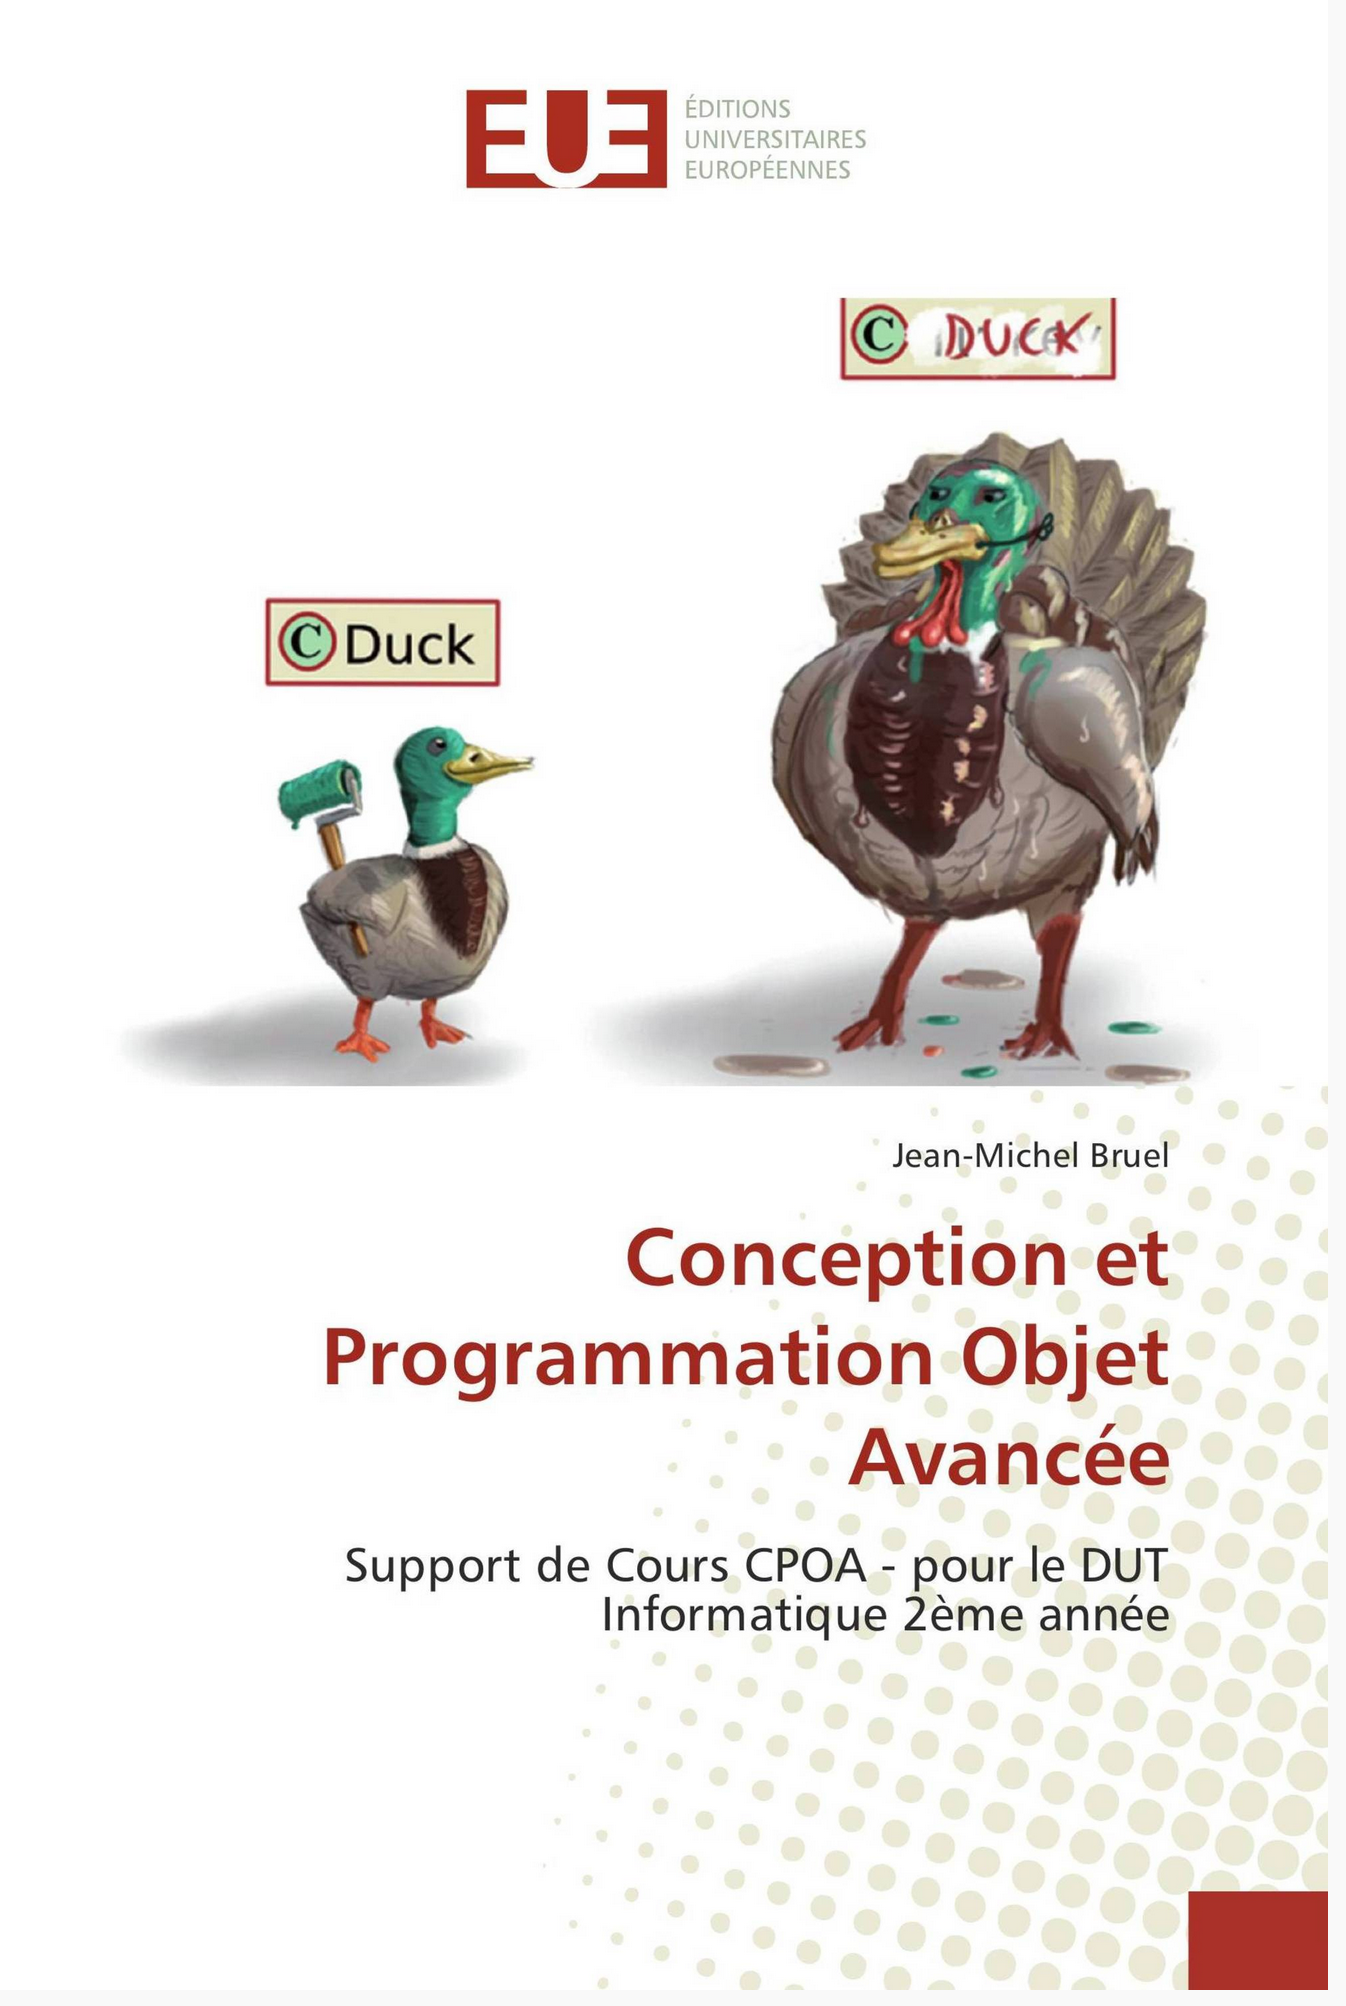 EUE
ÉDITIONS
UNIVERSITAIRES
EUROPÉENNES
C DUCK
C Duck
Jean-Michel Bruel
Conception et
Programmation Objet
Avancée
Support de Cours CPOA - pour le DUT
Informatique 2ème année